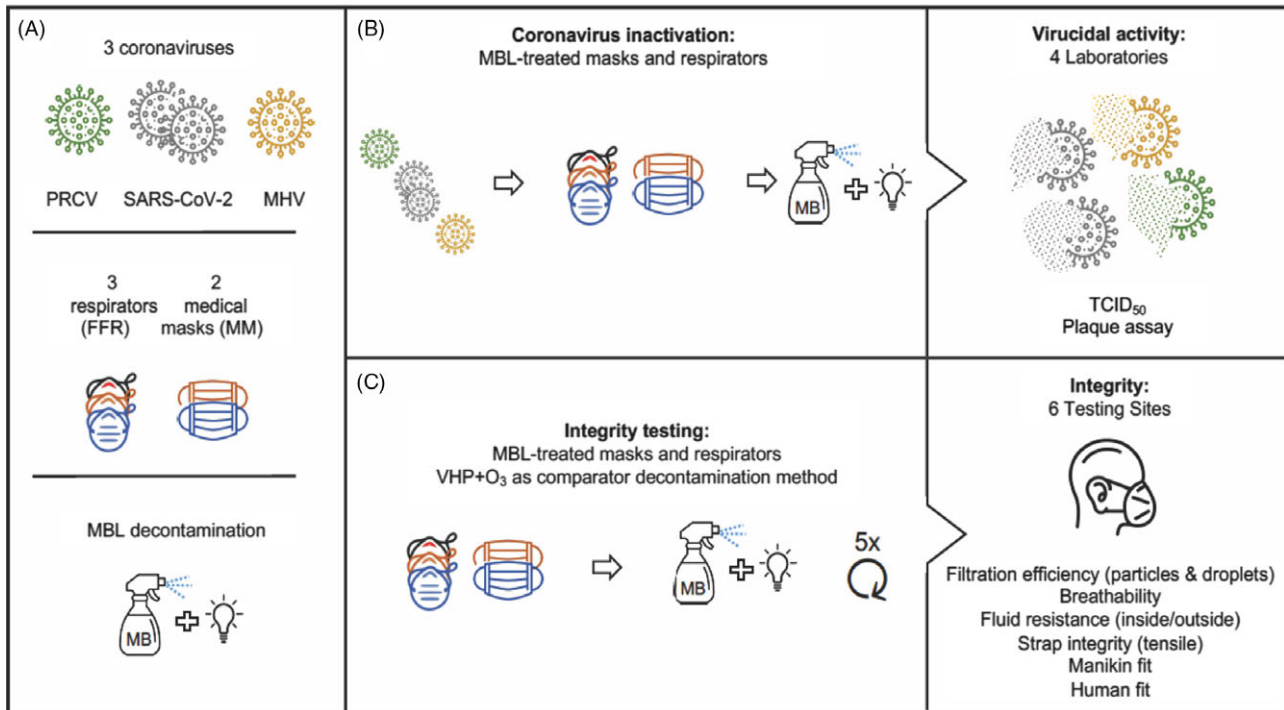 (A)
3 coronaviruses
PRCV SARS-CoV-2 MHV
3 respirators (FFR)
2 medical masks (MM)
MBL decontamination
MB
(B)
Coronavirus inactivation:
MBL-treated masks and respirators
MB
Virucidal activity:
4 Laboratories
TCID₅₀
Plaque assay
(C)
Integrity testing:
MBL-treated masks and respirators
VHP+O₃ as comparator decontamination method
MB
5x
Integrity:
6 Testing Sites
Filtration efficiency (particles & droplets)
Breathability
Fluid resistance (inside/outside)
Strap integrity (tensile)
Manikin fit
Human fit